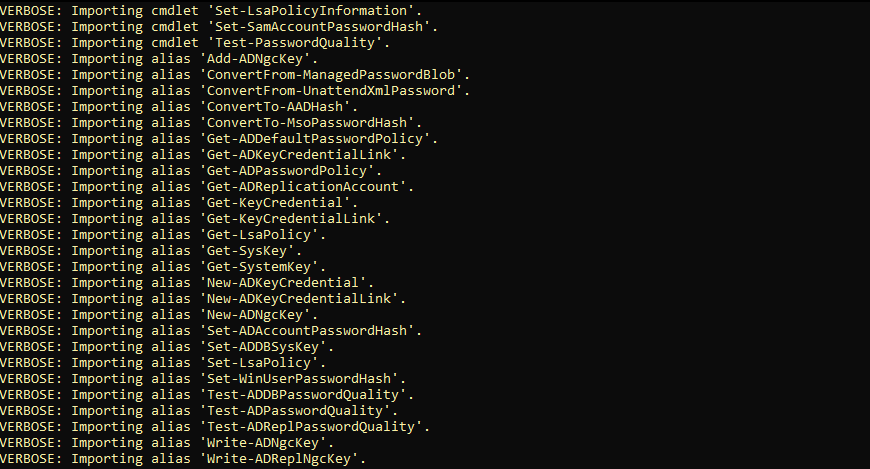 VERBOSE: Importing cmdlet 'Set-LsaPolicyInformation'.
VERBOSE: Importing cmdlet 'Set-SamAccountPasswordHash'.
VERBOSE: Importing cmdlet 'Test-PasswordQuality'.
VERBOSE: Importing alias 'Add-ADNgcKey'.
VERBOSE: Importing alias 'ConvertFrom-ManagedPasswordBlob'.
VERBOSE: Importing alias 'ConvertFrom-UnattendXmlPassword'.
VERBOSE: Importing alias 'ConvertTo-AADHash'.
VERBOSE: Importing alias 'ConvertTo-MsoPasswordHash'.
VERBOSE: Importing alias 'Get-ADDefaultPasswordPolicy'.
VERBOSE: Importing alias 'Get-ADKeyCredentialLink'.
VERBOSE: Importing alias 'Get-ADPasswordPolicy'.
VERBOSE: Importing alias 'Get-ADReplicationAccount'.
VERBOSE: Importing alias 'Get-KeyCredential'.
VERBOSE: Importing alias 'Get-KeyCredentialLink'.
VERBOSE: Importing alias 'Get-LsaPolicy'.
VERBOSE: Importing alias 'Get-SysKey'.
VERBOSE: Importing alias 'Get-SystemKey'.
VERBOSE: Importing alias 'New-ADKeyCredential'.
VERBOSE: Importing alias 'New-ADKeyCredentialLink'.
VERBOSE: Importing alias 'New-ADNgcKey'.
VERBOSE: Importing alias 'Set-ADAccountPasswordHash'.
VERBOSE: Importing alias 'Set-ADDBSysKey'.
VERBOSE: Importing alias 'Set-LsaPolicy'.
VERBOSE: Importing alias 'Set-WinUserPasswordHash'.
VERBOSE: Importing alias 'Test-ADDBPasswordQuality'.
VERBOSE: Importing alias 'Test-ADPasswordQuality'.
VERBOSE: Importing alias 'Test-ADReplPasswordQuality'.
VERBOSE: Importing alias 'Write-ADNgcKey'.
VERBOSE: Importing alias 'Write-ADReplNgcKey'.